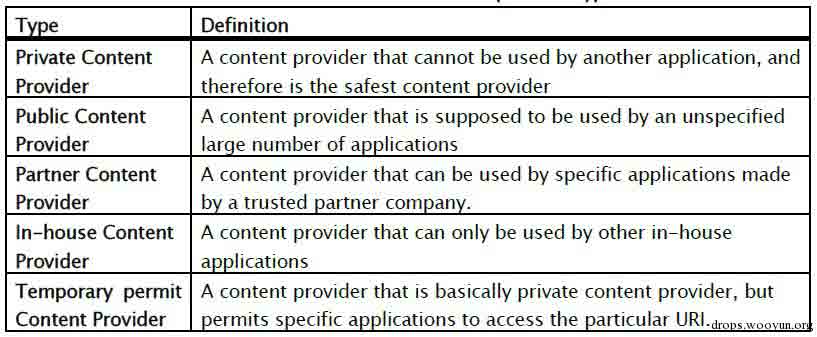 Type Definition
Private Content A content provider that cannot be used by another application, and
Provider therefore is the safest content provider
Public Content A content provider that is supposed to be used by an unspecified
Provider large number of applications
Partner Content A content provider that can be used by specific applications made
Provider by a trusted partner company.
In-house Content A content provider that can only be used by other in-house
Provider applications
Temporary permit A content provider that is basically private content provider, but
Content Provider permits specific applications to access the particular URI.
drops.wooyun.org